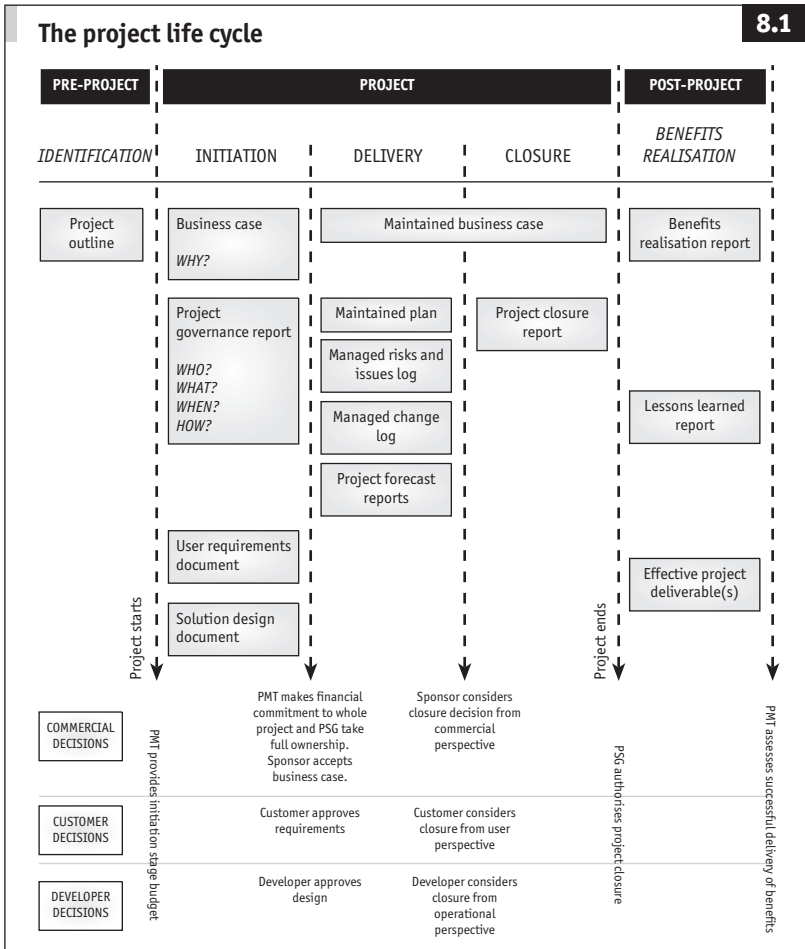 The project life cycle
8.1
PRE-PROJECT
PROJECT
POST-PROJECT
IDENTIFICATION
INITIATION
DELIVERY
CLOSURE
BENEFITS
REALISATION
Project
outline
Business case
WHY?
Maintained business case
Benefits
realisation report
Project
governance report
WHO?
WHAT?
WHEN?
HOW?
Maintained plan
Managed risks and
issues log
Managed change
log
Project forecast
reports
Project closure
report
Lessons learned
report
User requirements
document
Solution design
document
Effective project
deliverable(s)
Project starts
Project ends
COMMERCIAL
DECISIONS
PMT provides initiation stage budget
PMT makes financial
commitment to whole
project and PSG take
full ownership.
Sponsor accepts
business case.
Sponsor considers
closure decision from
commercial
perspective
PSG authorises project closure
PMT assesses successful delivery of benefits
CUSTOMER
DECISIONS
Customer approves
requirements
Customer considers
closure from user
perspective
DEVELOPER
DECISIONS
Developer approves
design
Developer considers
closure from
operational
perspective